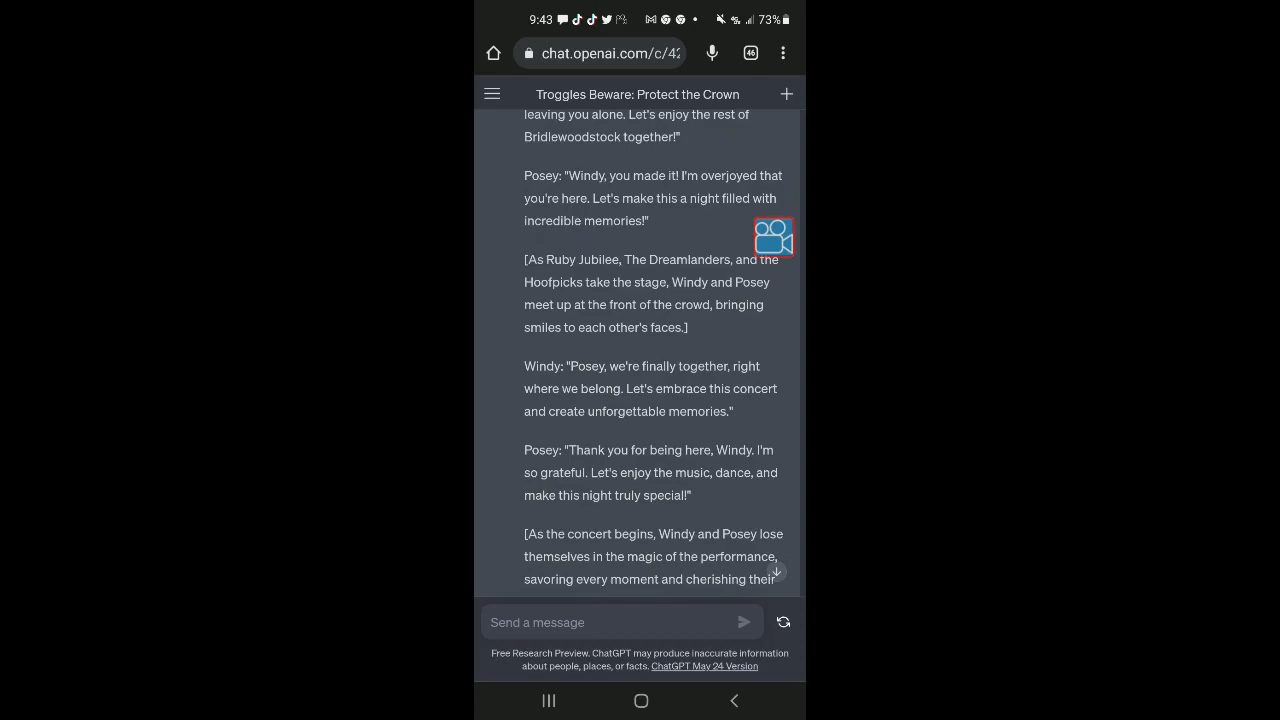 9:43
73%
chat.openai.com/c/42
46
Troggles Beware: Protect the Crown
leaving you alone. Let's enjoy the rest of
Bridlewoodstock together!"
Posey: "Windy, you made it! I'm overjoyed that
you're here. Let's make this a night filled with
incredible memories!"
[As Ruby Jubilee, The Dreamlanders, and the
Hoofpicks take the stage, Windy and Posey
meet up at the front of the crowd, bringing
smiles to each other's faces.]
Windy: "Posey, we're finally together, right
where we belong. Let's embrace this concert
and create unforgettable memories."
Posey: "Thank you for being here, Windy. I'm
so grateful. Let's enjoy the music, dance, and
make this night truly special!"
[As the concert begins, Windy and Posey lose
themselves in the magic of the performance,
savoring every moment and cherishing their
Send a message
Free Research Preview. ChatGPT may produce inaccurate information
about people, places, or facts. ChatGPT May 24 Version